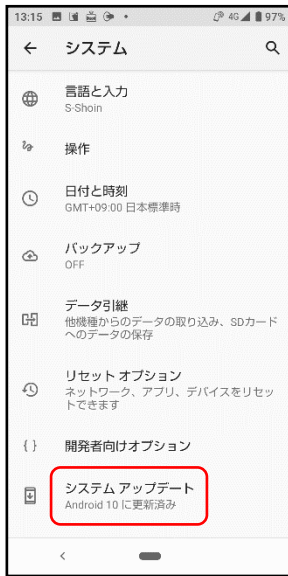 13:15 4G 97%
システム
言語と入力
S-Shoin
操作
日付と時刻
GMT+09:00 日本標準時
バックアップ
OFF
データ引継
他機種からのデータの取り込み、SDカード
へのデータの保存
リセット オプション
ネットワーク、アプリ、デバイスをリセッ
トできます
{ } 開発者向けオプション
システム アップデート
Android 10 に更新済み